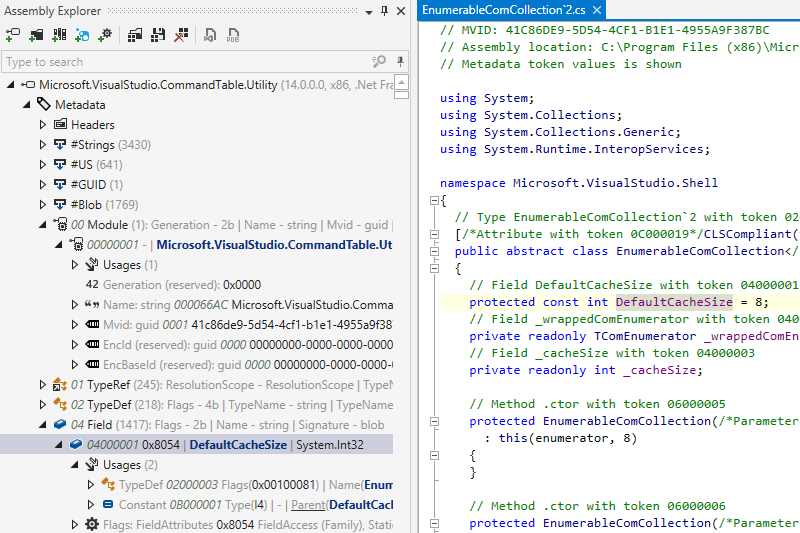 Assembly Explorer
Type to search
Microsoft.VisualStudio.CommandTable.Utility (14.0.0.0, x86, .Net Fra
Metadata
Headers
#Strings (3430)
#US (641)
#GUID (1)
#Blob (1769)
00 Module (1): Generation - 2b | Name - string | Mvid - guid
00000001 - | Microsoft.VisualStudio.CommandTable.Ut
Usages (1)
42 Generation (reserved): 0x0000
Name: string 000066AC Microsoft.VisualStudio.Comma
Mvid: guid 0001 41c86de9-5d54-4cf1-b1e1-4955a9f387
EncId (reserved): guid 0000 00000000-0000-0000-0000
EncBaseId (reserved): guid 0000 00000000-0000-0000-
01 TypeRef (245): ResolutionScope - ResolutionScope | TypeN
02 TypeDef (218): Flags - 4b | TypeName - string | TypeName
04 Field (1417): Flags - 2b | Name - string | Signature - blob
04000001 0x8054 | DefaultCacheSize | System.Int32
Usages (2)
TypeDef 02000003 Flags(0x00100081) | Name(Enum
Constant 0B000001 Type(I4) | - | Parent(DefaultCac
Flags: FieldAttributes 0x8054 FieldAccess (Family), Static
EnumerableComCollection`2.cs
// MVID: 41C86DE9-5D54-4CF1-B1E1-4955A9F387BC
// Assembly location: C:\Program Files (x86)\Micr
// Metadata token values is shown
using System;
using System.Collections;
using System.Collections.Generic;
using System.Runtime.InteropServices;
namespace Microsoft.VisualStudio.Shell
{
// Type EnumerableComCollection`2 with token 02
[/*Attribute with token 0C000019*/CLSCompliant(
public abstract class EnumerableComCollection</
{
// Field DefaultCacheSize with token 04000001
protected const int DefaultCacheSize = 8;
// Field _wrappedComEnumerator with token 040
private readonly TComEnumerator _wrappedComEn
// Field _cacheSize with token 04000003
private readonly int _cacheSize;
// Method .ctor with token 06000005
protected EnumerableComCollection(/*Parameter
: this(enumerator, 8)
{
}
// Method .ctor with token 06000006
protected EnumerableComCollection(/*Parameter